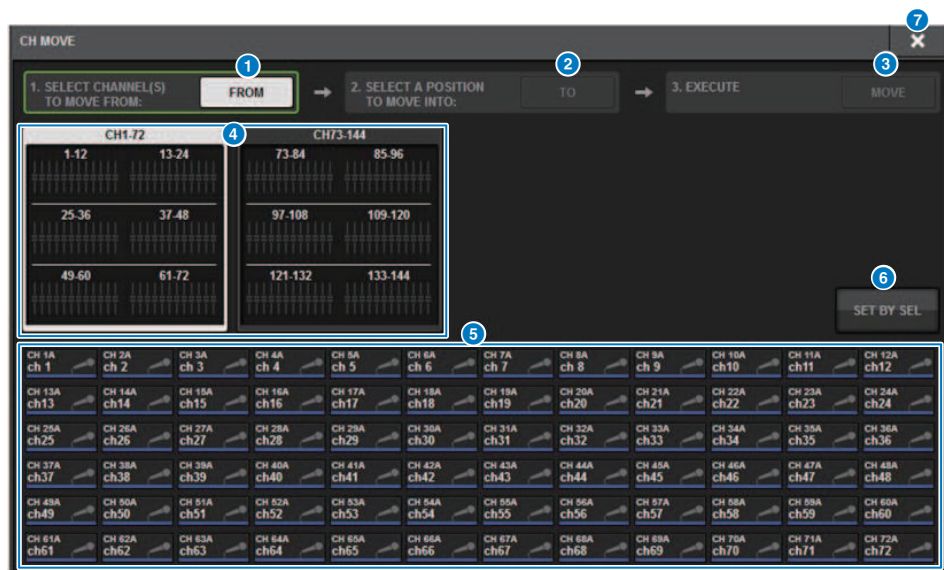 7
CH MOVE
1
2
3
1. SELECT CHANNEL(S)
TO MOVE FROM:
FROM
2. SELECT A POSITION
TO MOVE INTO:
TO
3. EXECUTE
MOVE
CH1-72
4
CH73-144
1-12 13-24 73-84 85-96
25-36 37-48 97-108 109-120
49-60 61-72 121-132 133-144
6
SET BY SEL
5
CH 1A CH 2A CH 3A CH 4A CH 5A CH 6A CH 7A CH 8A CH 9A CH 10A CH 11A CH 12A
ch 1 ch 2 ch 3 ch 4 ch 5 ch 6 ch 7 ch 8 ch 9 ch10 ch11 ch12
CH 13A CH 14A CH 15A CH 16A CH 17A CH 18A CH 19A CH 20A CH 21A CH 22A CH 23A CH 24A
ch13 ch14 ch15 ch16 ch17 ch18 ch19 ch20 ch21 ch22 ch23 ch24
CH 25A CH 26A CH 27A CH 28A CH 29A CH 30A CH 31A CH 32A CH 33A CH 34A CH 35A CH 36A
ch25 ch26 ch27 ch28 ch29 ch30 ch31 ch32 ch33 ch34 ch35 ch36
CH 37A CH 38A CH 39A CH 40A CH 41A CH 42A CH 43A CH 44A CH 45A CH 46A CH 47A CH 48A
ch37 ch38 ch39 ch40 ch41 ch42 ch43 ch44 ch45 ch46 ch47 ch48
CH 49A CH 50A CH 51A CH 52A CH 53A CH 54A CH 55A CH 56A CH 57A CH 58A CH 59A CH 60A
ch49 ch50 ch51 ch52 ch53 ch54 ch55 ch56 ch57 ch58 ch59 ch60
CH 61A CH 62A CH 63A CH 64A CH 65A CH 66A CH 67A CH 68A CH 69A CH 70A CH 71A CH 72A
ch61 ch62 ch63 ch64 ch65 ch66 ch67 ch68 ch69 ch70 ch71 ch72